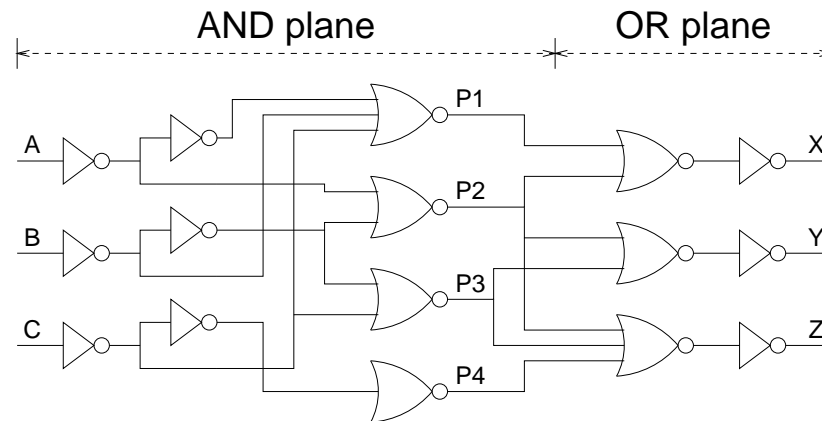 AND plane OR plane
P1
A X
P2
B Y
P3
C Z
P4